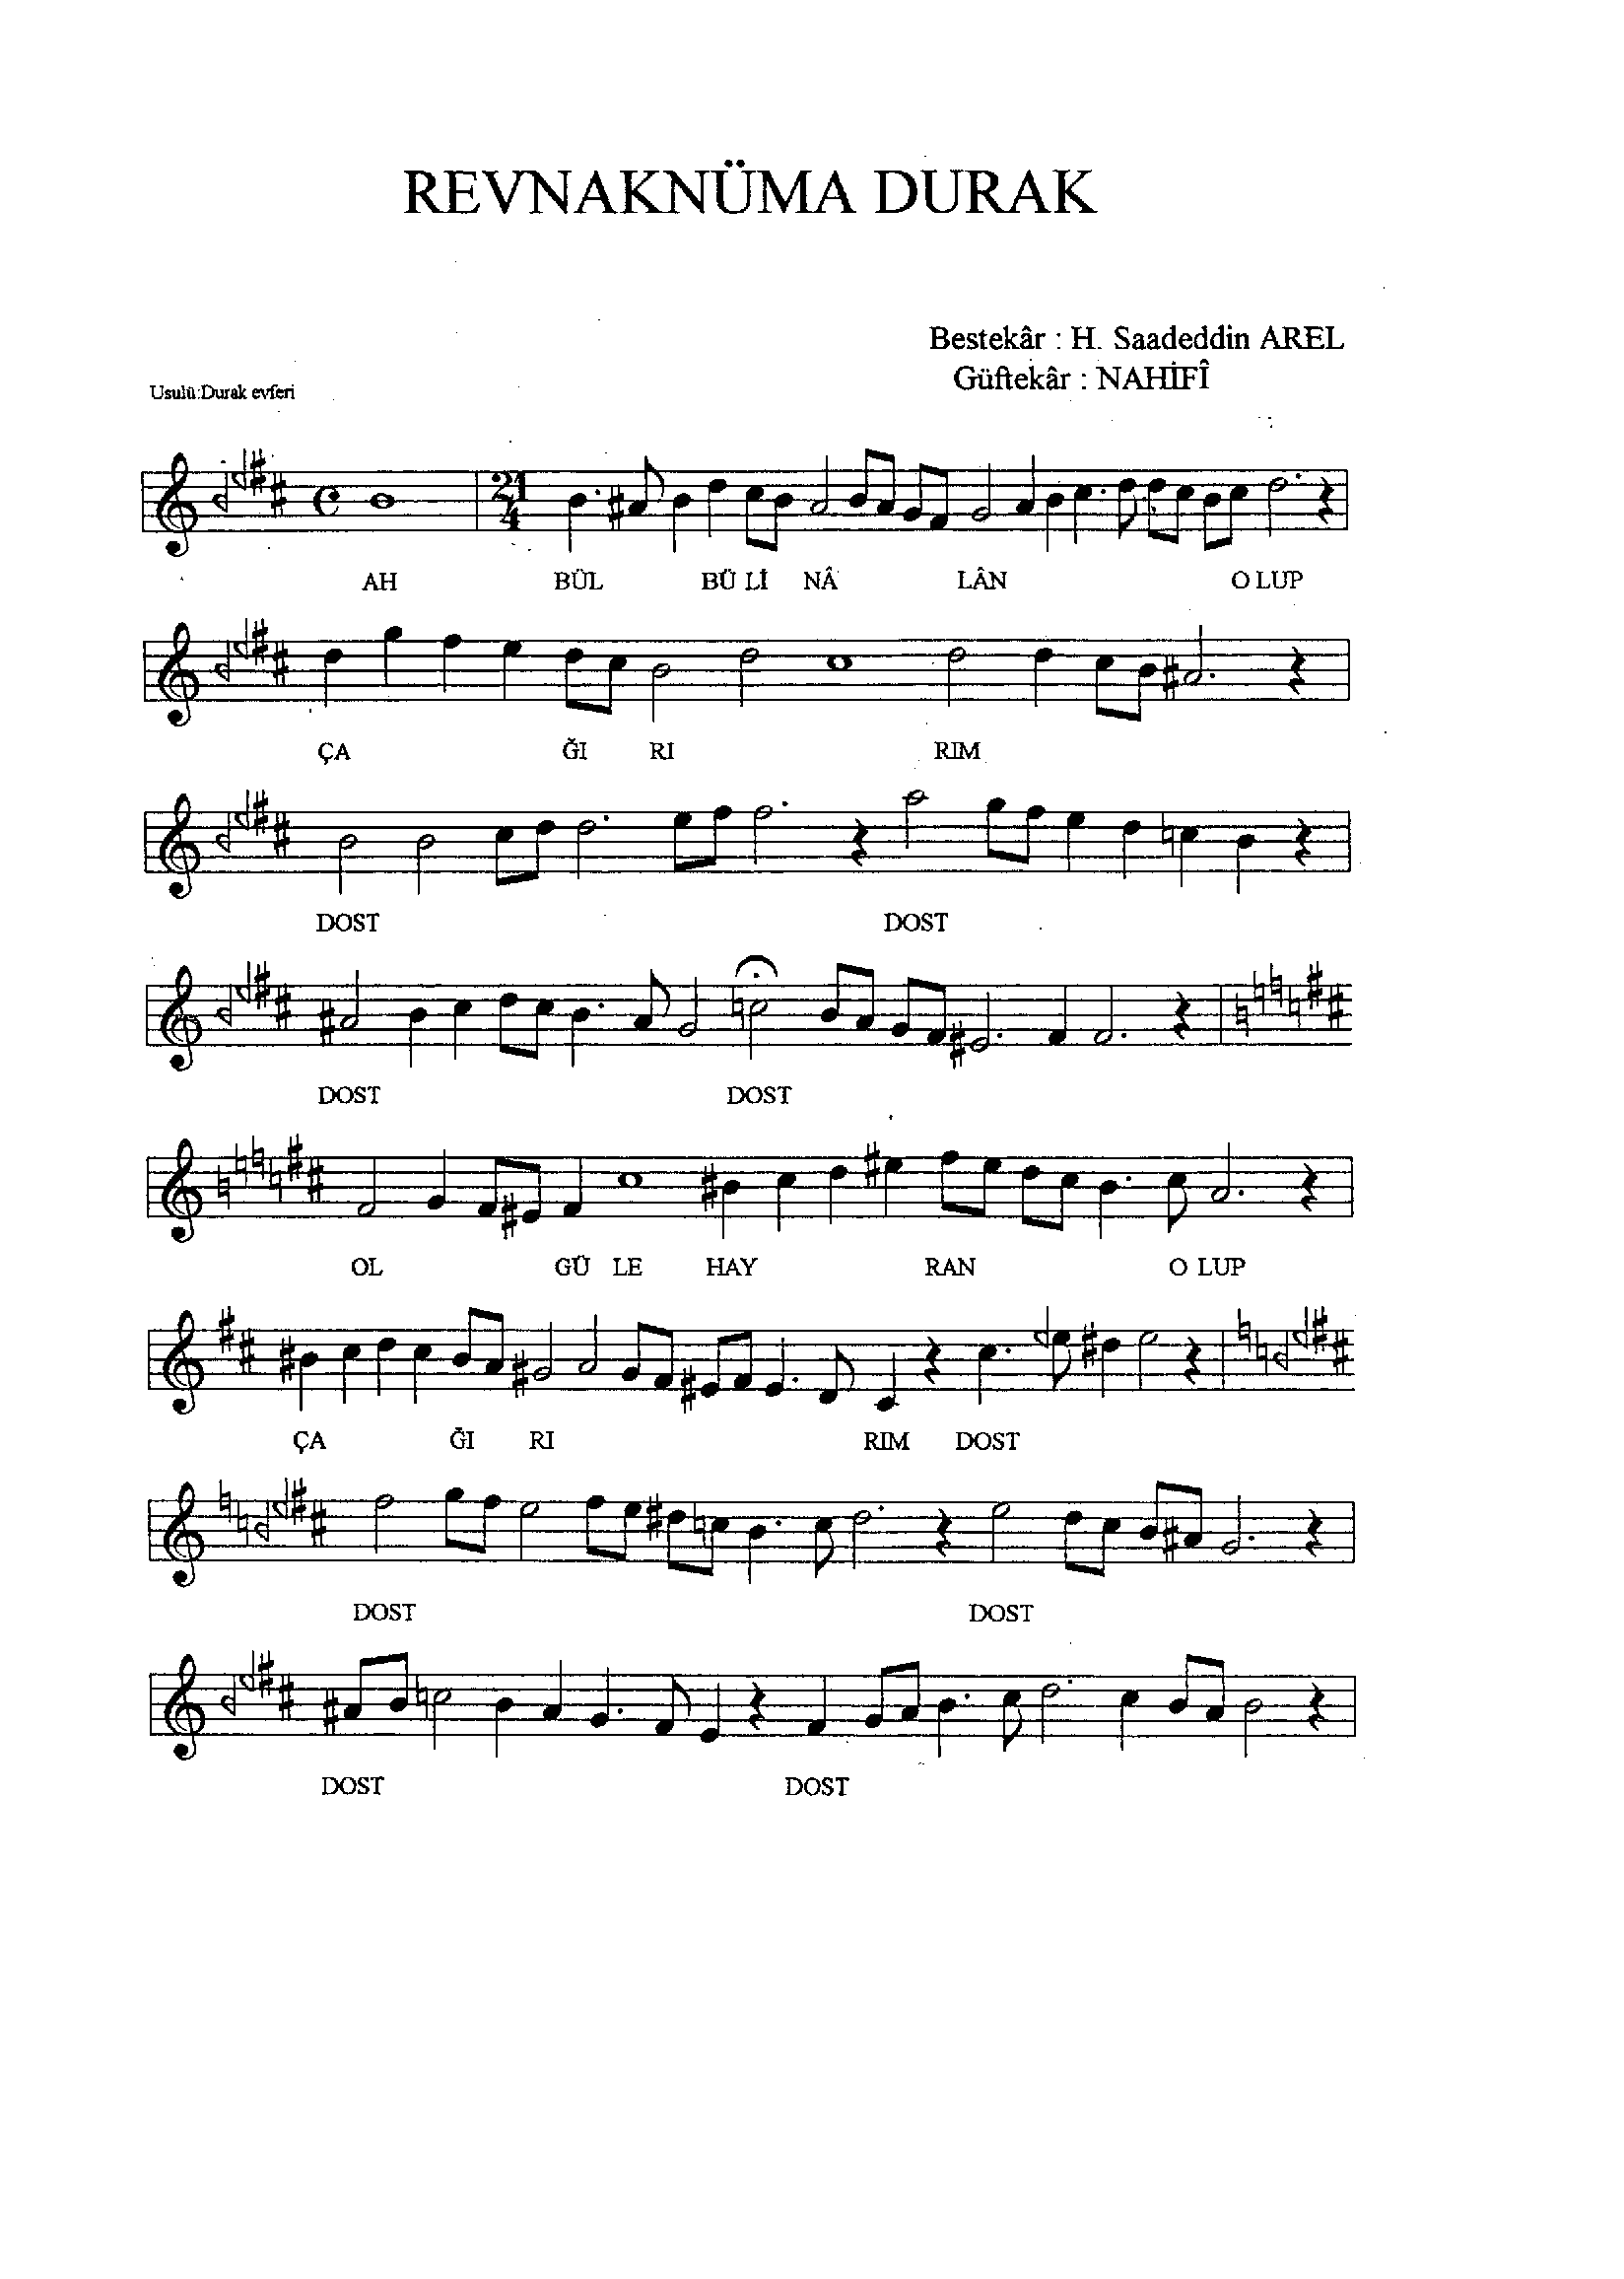 REVNAKNÜMA DURAK
Bestekâr : H. Saadeddin AREL
Güftekâr : NAHİFÎ
Usulü:Durak evferi
21
4
AH BÜL BÜ Lİ NÂ LÂN O LUP
ÇA ĞI RI RIM
DOST DOST
DOST DOST
OL GÜ LE HAY RAN O LUP
ÇA ĞI RI RIM DOST
DOST DOST
DOST DOST